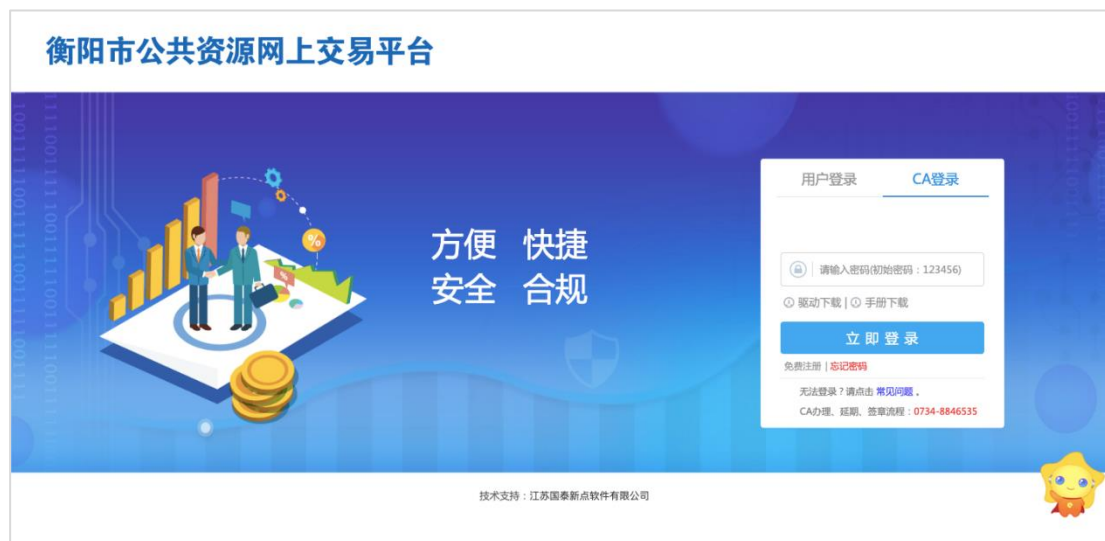 衡阳市公共资源网上交易平台
用户登录 CA登录
方便 快捷
安全 合规
请输入密码(初始密码：123456)
驱动下载 | 手册下载
立即登录
免费注册 | 忘记密码
无法登录？请点击 常见问题 。
CA办理、延期、签章流程：0734-8846535
%
%
技术支持：江苏国泰新点软件有限公司